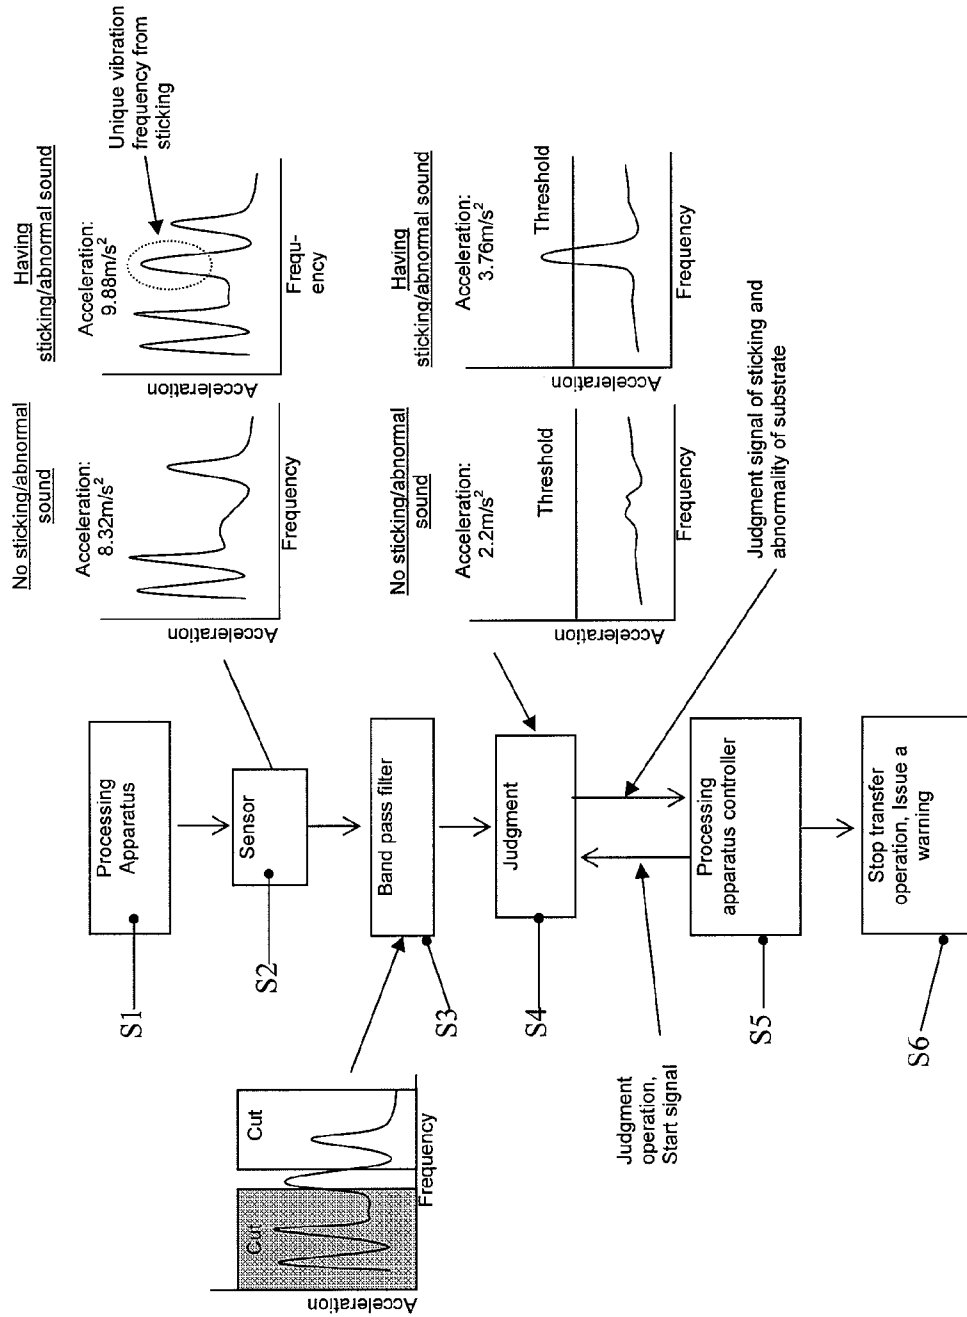 No sticking/abnormal
sound
Acceleration:
8.32m/s²
Acceleration
Frequency
Having
sticking/abnormal sound
Acceleration:
9.88m/s²
Acceleration
Frequ-
ency
Unique vibration
frequency from
sticking
S1
Processing
Apparatus
S2
Sensor
S3
Band pass filter
Cut
Cut
Acceleration
Frequency
No sticking/abnormal
sound
Acceleration:
2.2m/s²
Threshold
Acceleration
Frequency
Having
sticking/abnormal sound
Acceleration:
3.76m/s²
Threshold
Acceleration
Frequency
S4
Judgment
Judgment
operation,
Start signal
Judgment signal of sticking and
abnormality of substrate
S5
Processing
apparatus controller
S6
Stop transfer
operation, Issue a
warning